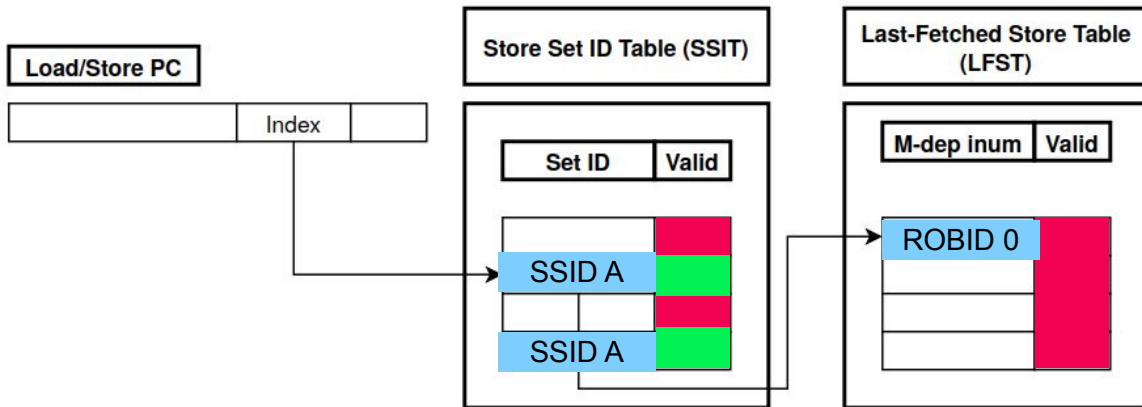 Load/Store PC
Index
Store Set ID Table (SSIT)
Set ID
Valid
SSID A
SSID A
Last-Fetched Store Table
(LFST)
M-dep inum
Valid
ROBID 0